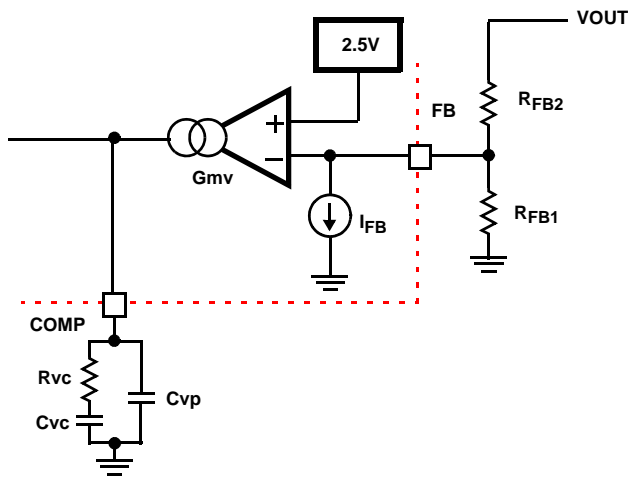 VOUT
2.5V
FB
RFB2
+
−
Gmv
IFB
RFB1
COMP
Rvc
Cvp
Cvc